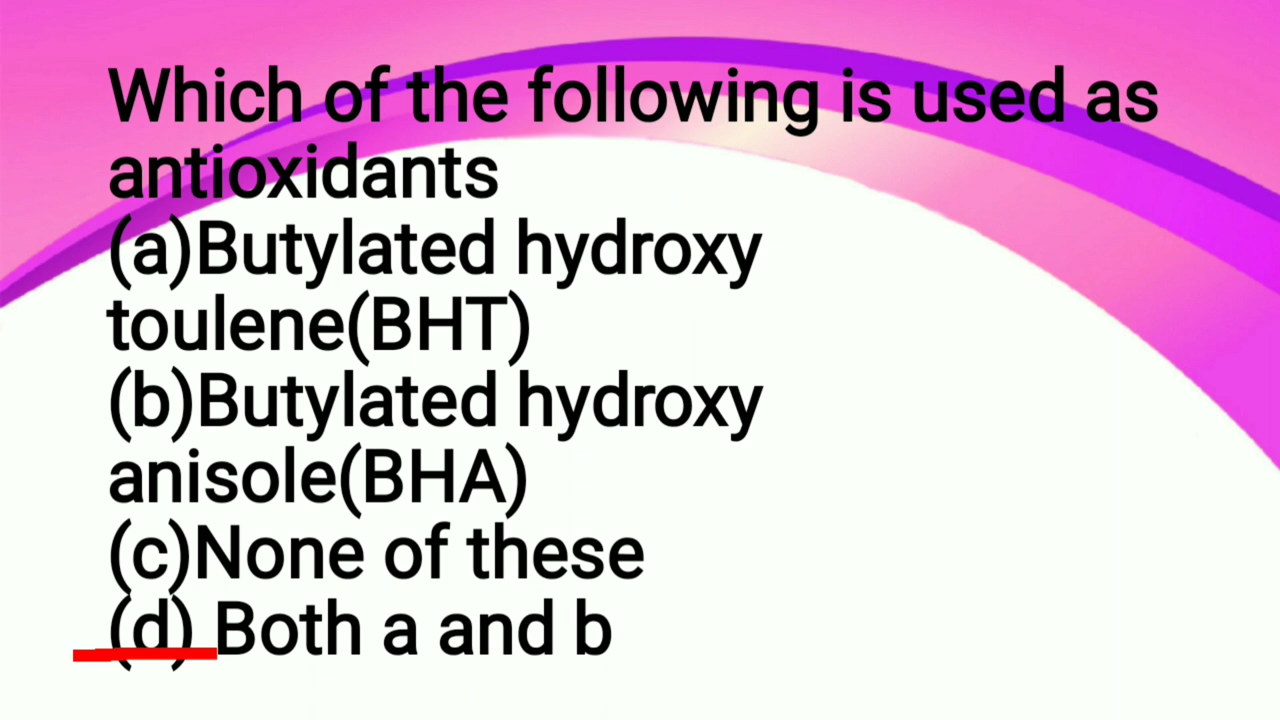 Which of the following is used as
antioxidants
(a)Butylated hydroxy
toulene(BHT)
(b)Butylated hydroxy
anisole(BHA)
(c)None of these
(d) Both a and b